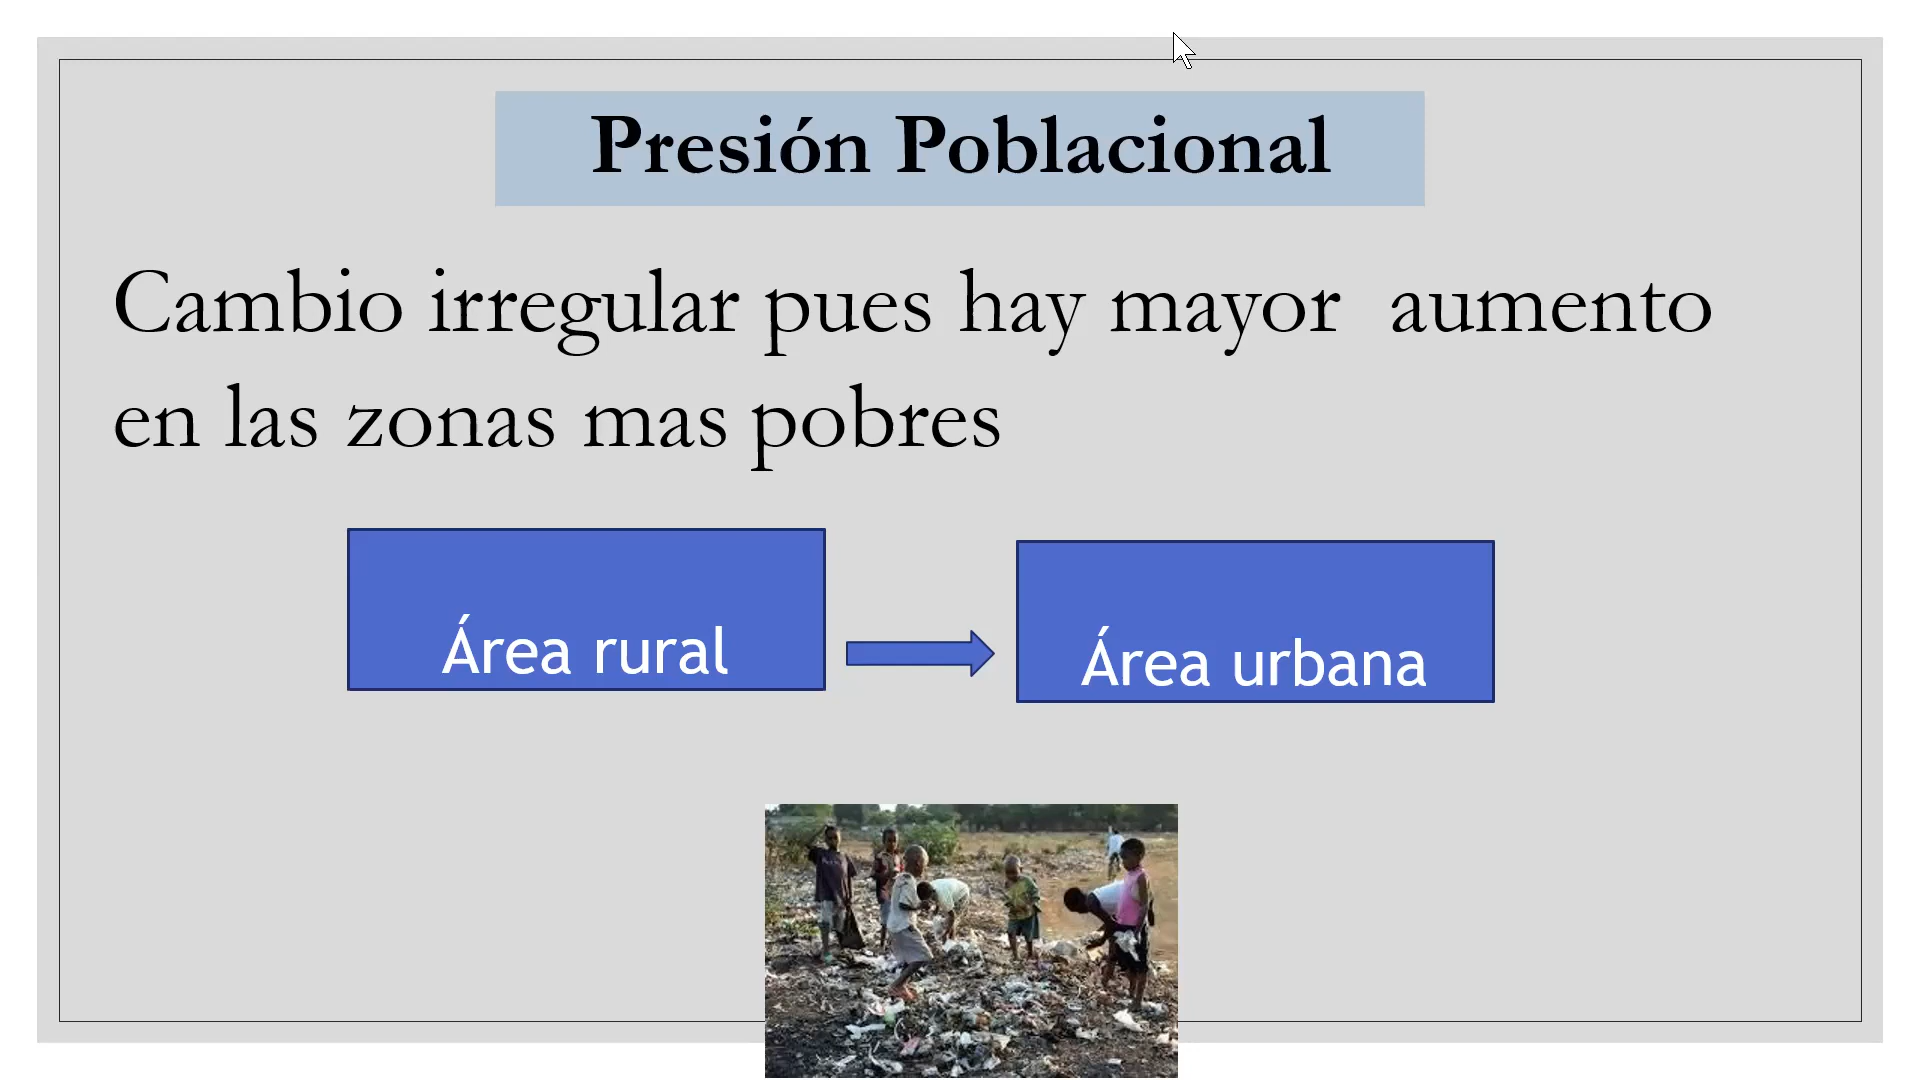 Presión Poblacional
Cambio irregular pues hay mayor  aumento
en las zonas mas pobres
Área rural
Área urbana